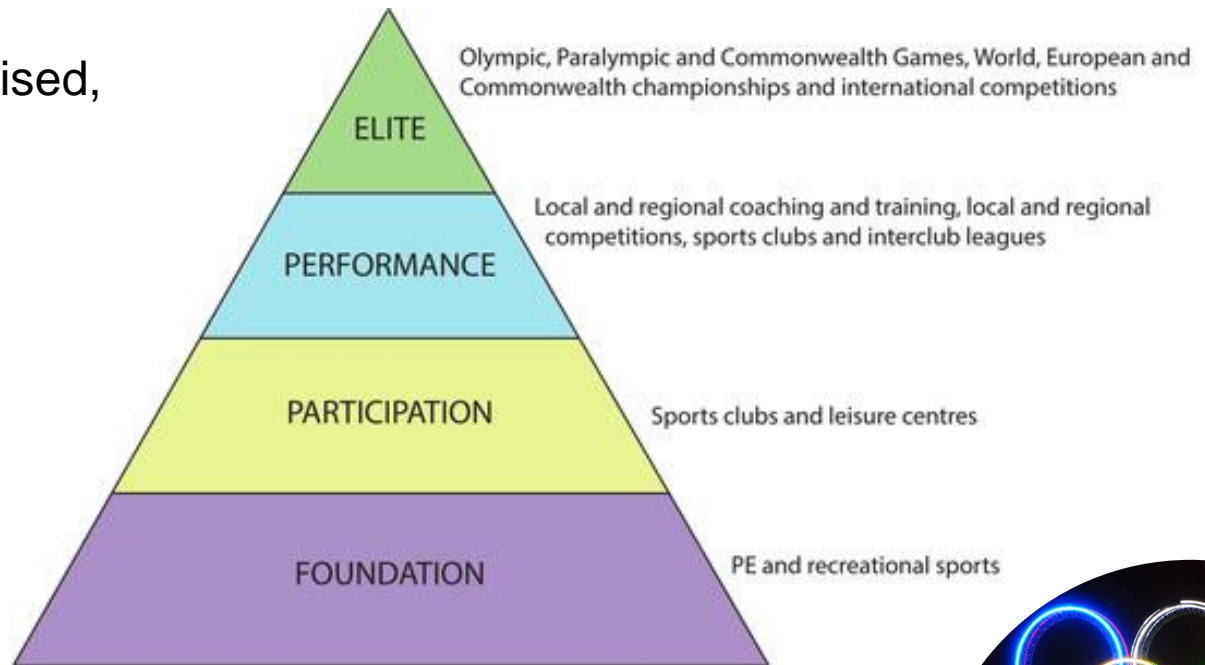 ised,
Olympic, Paralympic and Commonwealth Games, World, European and
Commonwealth championships and international competitions
ELITE
Local and regional coaching and training, local and regional
competitions, sports clubs and interclub leagues
PERFORMANCE
PARTICIPATION
Sports clubs and leisure centres
PE and recreational sports
FOUNDATION